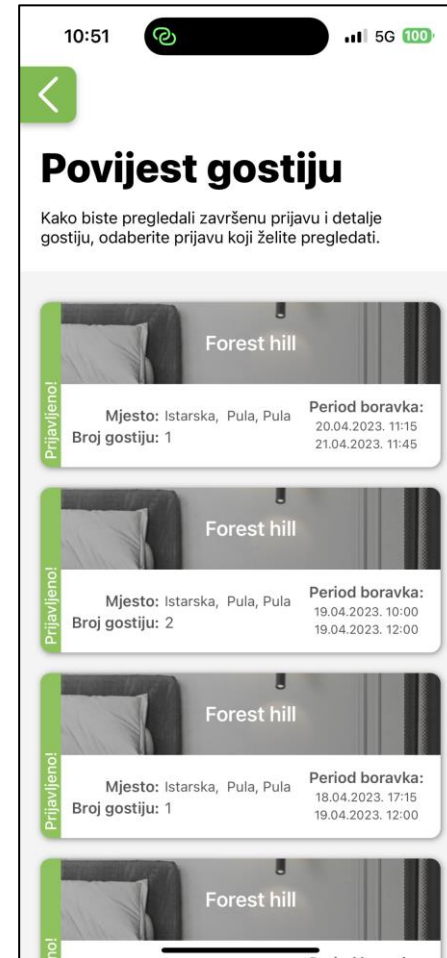 10:51
5G 100
Povijest gostiju
Kako biste pregledali završenu prijavu i detalje
gostiju, odaberite prijavu koji želite pregledati.
Prijavljeno!
Forest hill
Mjesto: Istarska, Pula, Pula
Broj gostiju: 1
Period boravka:
20.04.2023. 11:15
21.04.2023. 11:45
Prijavljeno!
Forest hill
Mjesto: Istarska, Pula, Pula
Broj gostiju: 2
Period boravka:
19.04.2023. 10:00
19.04.2023. 12:00
Prijavljeno!
Forest hill
Mjesto: Istarska, Pula, Pula
Broj gostiju: 1
Period boravka:
18.04.2023. 17:15
19.04.2023. 12:00
Forest hill